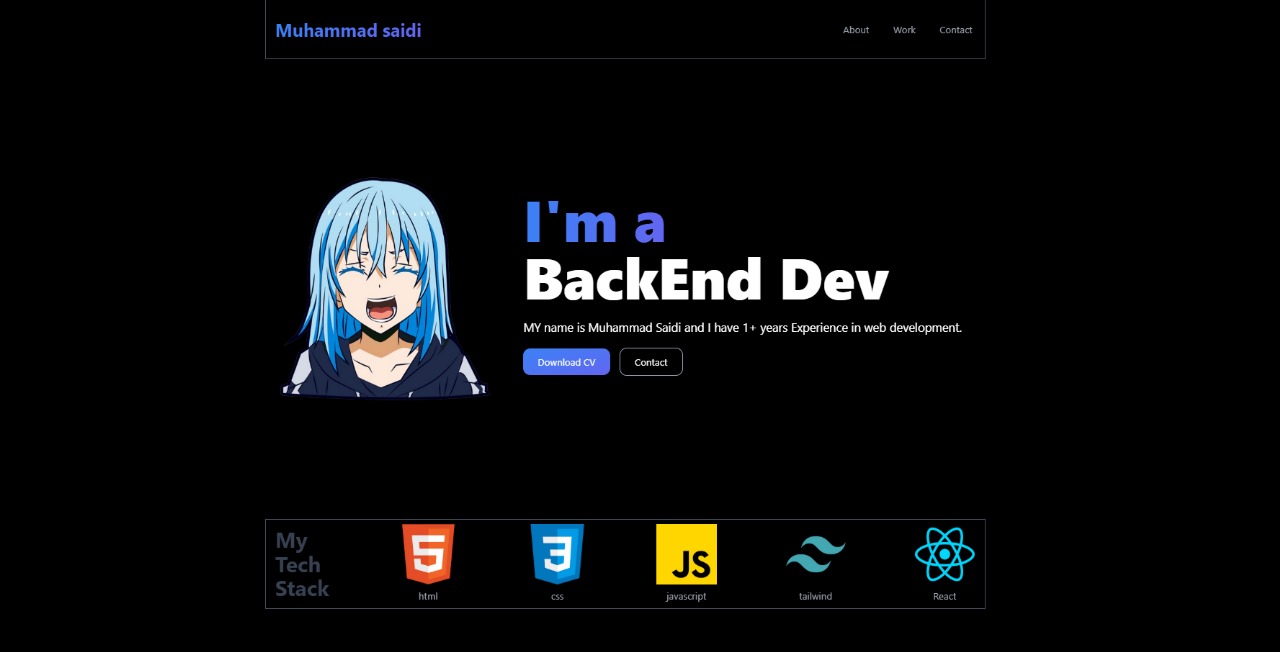 Muhammad saidi
About Work Contact
I'm a
BackEnd Dev
MY name is Muhammad Saidi and I have 1+ years Experience in web development.
Download CV Contact
My
Tech
Stack
5
html
3
css
JS
javascript
tailwind
React